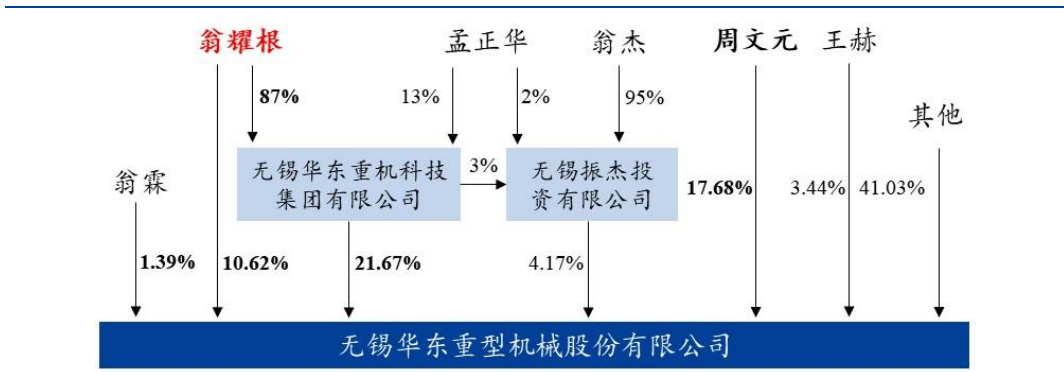 翁耀根
孟正华
翁杰
周文元
王赫
87%
13%
2%
95%
其他
翁霖
无锡华东重机科技
集团有限公司
3%
无锡振杰投
资有限公司
17.68%
3.44%
41.03%
1.39%
10.62%
21.67%
4.17%
无锡华东重型机械股份有限公司